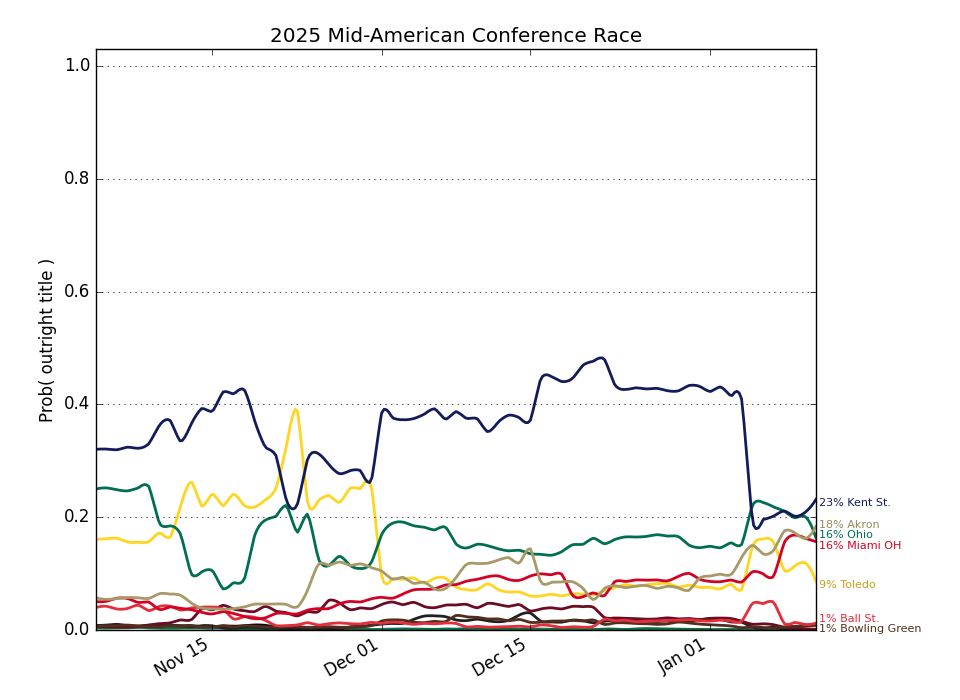 2025 Mid-American Conference Race
Prob( outright title )
1.0
0.8
0.6
0.4
0.2
0.0
Nov 15
Dec 01
Dec 15
Jan 01
23% Kent St.
18% Akron
16% Ohio
16% Miami OH
9% Toledo
1% Ball St.
1% Bowling Green